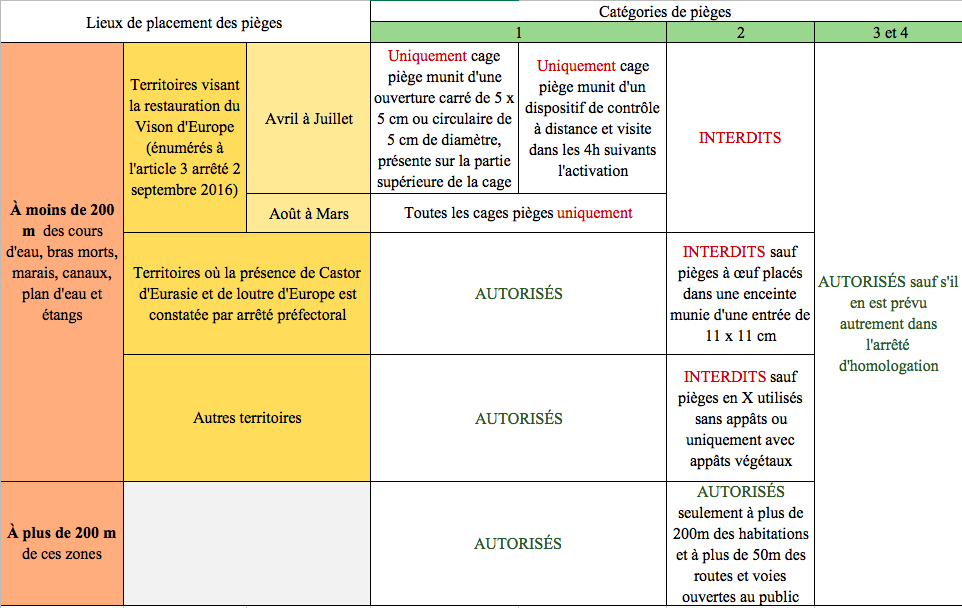 Lieux de placement des pièges
Catégories de pièges
1
2
3 et 4
À moins de 200
m des cours
d'eau, bras morts,
marais, canaux,
plan d'eau et
étangs
Territoires visant
la restauration du
Vison d'Europe
(énumérés à
l'article 3 arrêté 2
septembre 2016)
Avril à Juillet
Uniquement cage
piège munit d'une
ouverture carré de 5 x
5 cm ou circulaire de
5 cm de diamètre,
présente sur la partie
supérieure de la cage
Uniquement cage
piège munit d'un
dispositif de contrôle
à distance et visite
dans les 4h suivants
l'activation
INTERDITS
Août à Mars
Toutes les cages pièges uniquement
Territoires où la présence de Castor
d'Eurasie et de loutre d'Europe est
constatée par arrêté préfectoral
AUTORISÉS
INTERDITS sauf
pièges à œuf placés
dans une enceinte
munie d'une entrée de
11 x 11 cm
AUTORISÉS sauf s'il
en est prévu
autrement dans
l'arrêté
d'homologation
Autres territoires
AUTORISÉS
INTERDITS sauf
pièges en X utilisés
sans appâts ou
uniquement avec
appâts végétaux
À plus de 200 m
de ces zones
AUTORISÉS
AUTORISÉS
seulement à plus de
200m des habitations
et à plus de 50m des
routes et voies
ouvertes au public